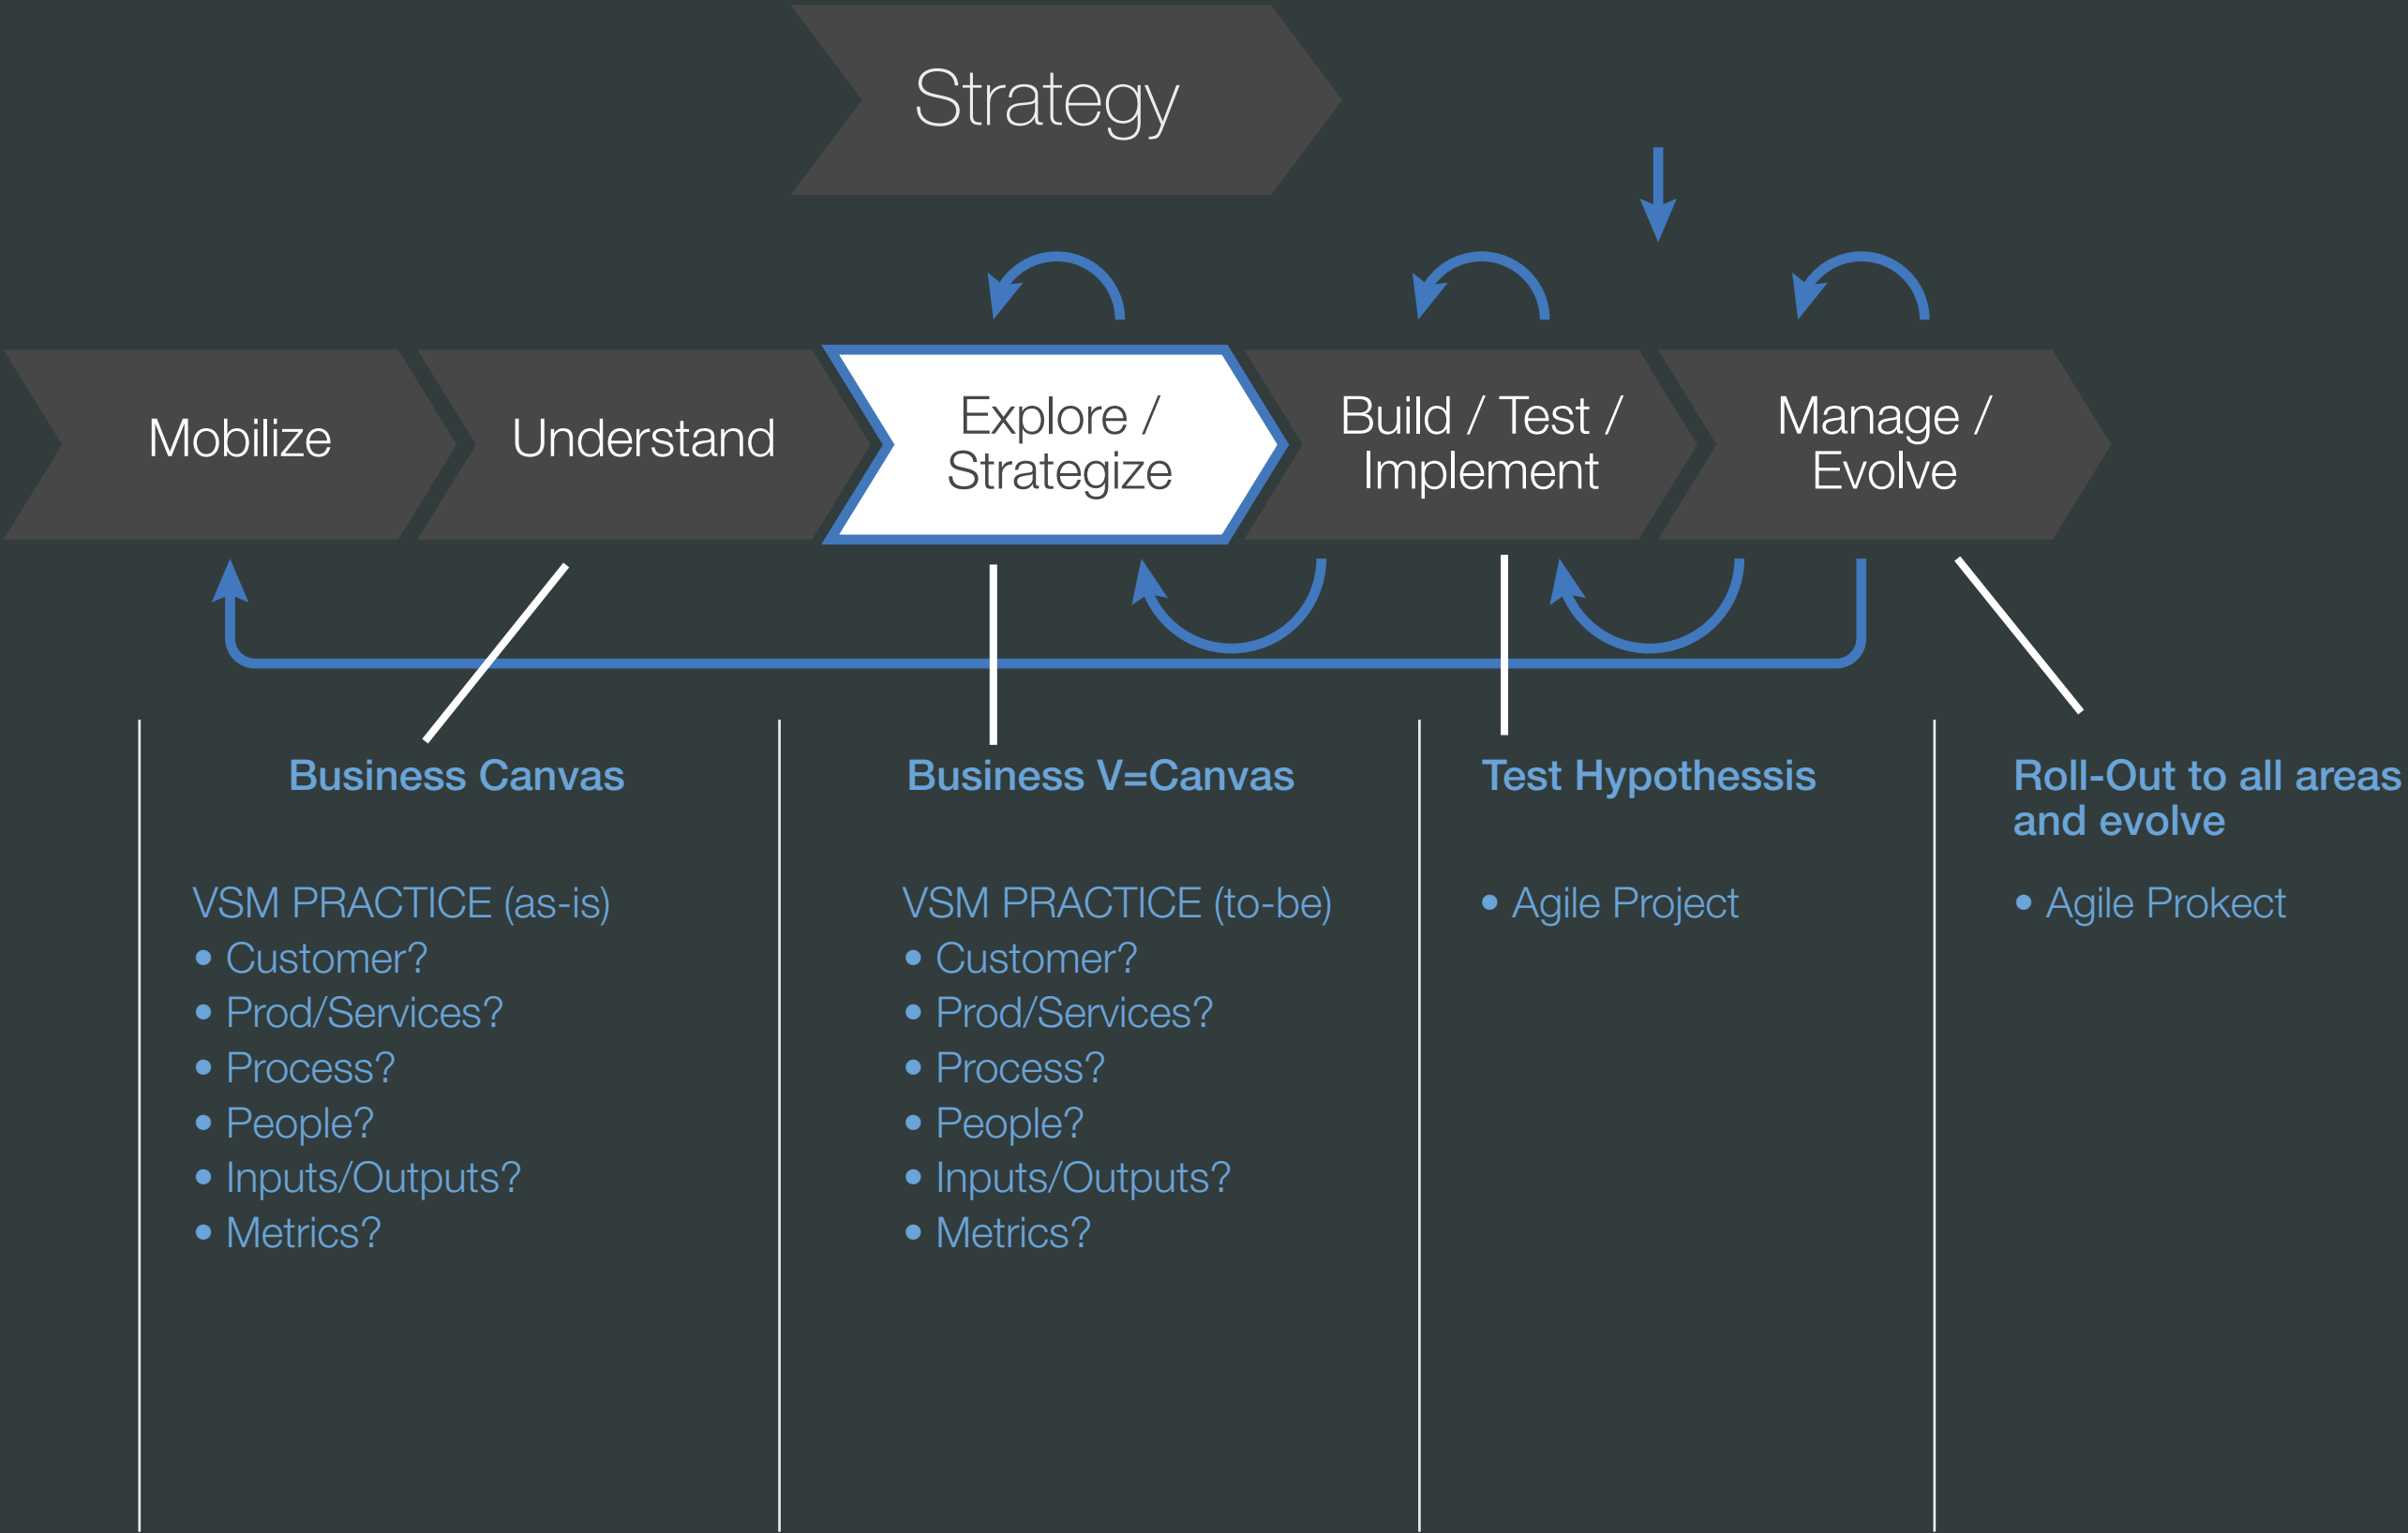 Strategy
Mobilize
Understand
Explore /
Strategize
Build / Test /
Implement
Manage /
Evolve
Business Canvas
VSM PRACTICE (as-is)
• Customer?
• Prod/Services?
• Process?
• People?
• Inputs/Outputs?
• Metrics?
Business V=Canvas
VSM PRACTICE (to-be)
• Customer?
• Prod/Services?
• Process?
• People?
• Inputs/Outputs?
• Metrics?
Test Hypothessis
• Agile Project
Roll-Out to all areas
and evolve
• Agile Prokect